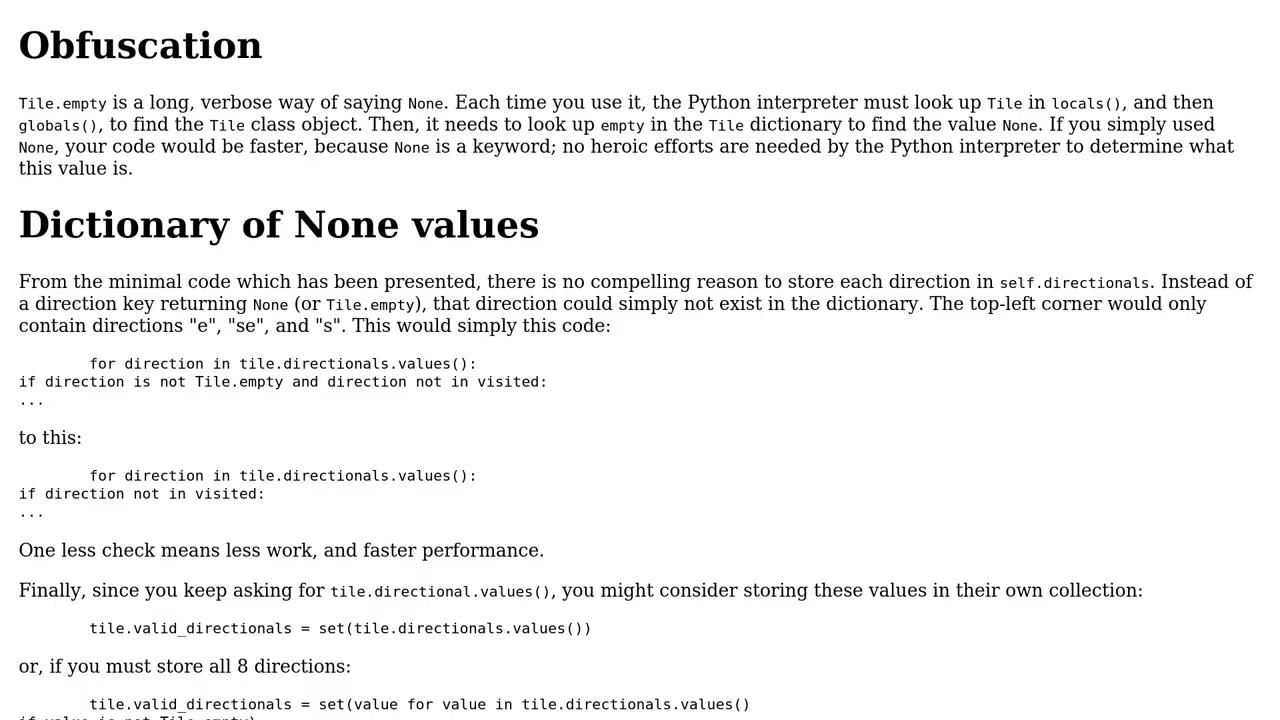 Obfuscation
Tile.empty is a long, verbose way of saying None. Each time you use it, the Python interpreter must look up Tile in locals(), and then
globals(), to find the Tile class object. Then, it needs to look up empty in the Tile dictionary to find the value None. If you simply used
None, your code would be faster, because None is a keyword; no heroic efforts are needed by the Python interpreter to determine what
this value is.
Dictionary of None values
From the minimal code which has been presented, there is no compelling reason to store each direction in self.directionals. Instead of
a direction key returning None (or Tile.empty), that direction could simply not exist in the dictionary. The top-left corner would only
contain directions "e", "se", and "s". This would simply this code:
for direction in tile.directionals.values():
if direction is not Tile.empty and direction not in visited:
...
to this:
for direction in tile.directionals.values():
if direction not in visited:
...
One less check means less work, and faster performance.
Finally, since you keep asking for tile.directional.values(), you might consider storing these values in their own collection:
tile.valid_directionals = set(tile.directionals.values())
or, if you must store all 8 directions:
tile.valid_directionals = set(value for value in tile.directionals.values()
if value is not Tile.empty)